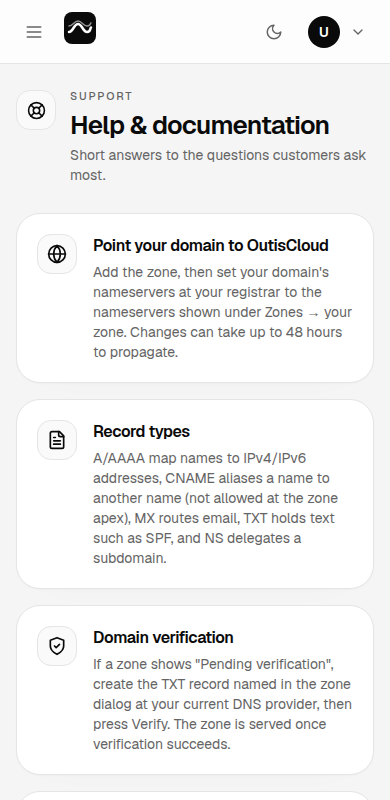 U
SUPPORT
Help & documentation
Short answers to the questions customers ask
most.
Point your domain to OutisCloud
Add the zone, then set your domain's
nameservers at your registrar to the
nameservers shown under Zones → your
zone. Changes can take up to 48 hours
to propagate.
Record types
A/AAAA map names to IPv4/IPv6
addresses, CNAME aliases a name to
another name (not allowed at the zone
apex), MX routes email, TXT holds text
such as SPF, and NS delegates a
subdomain.
Domain verification
If a zone shows "Pending verification",
create the TXT record named in the zone
dialog at your current DNS provider, then
press Verify. The zone is served once
verification succeeds.